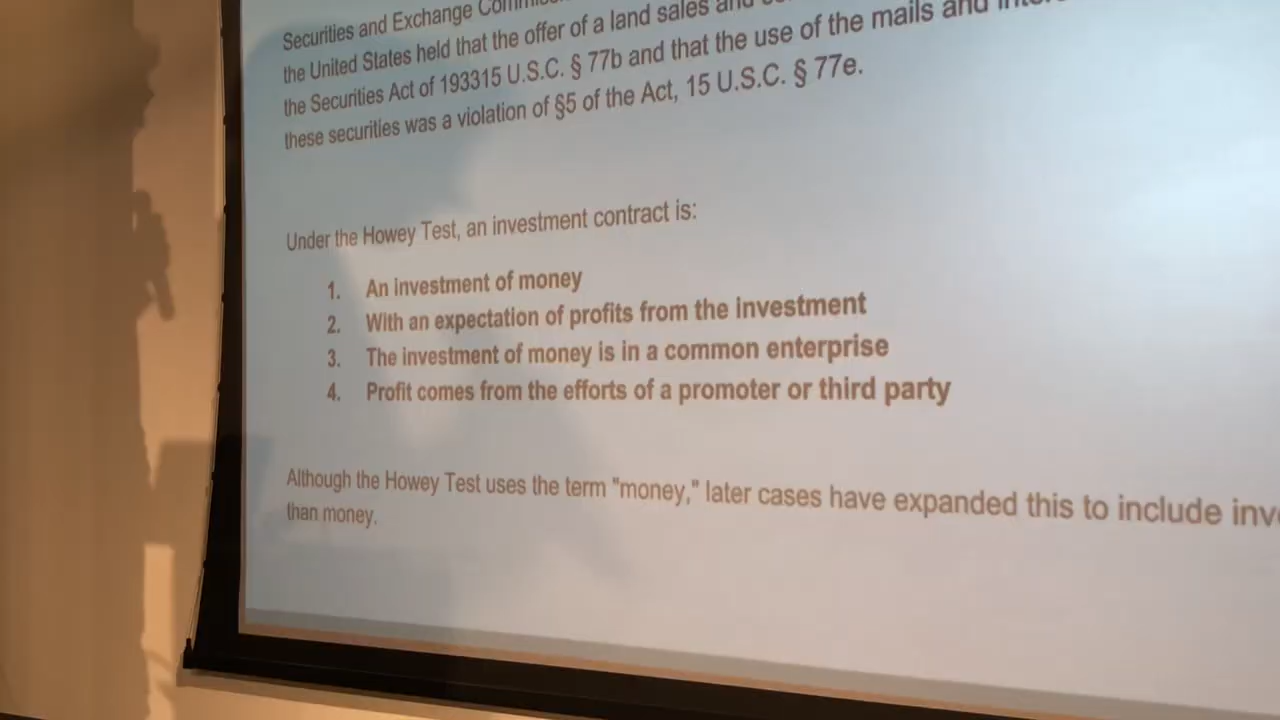 Securities and Exchange
the United States held that the offer of a land sales and
the Securities Act of 193315 U.S.C. § 77b and that the use of the mails and
these securities was a violation of §5 of the Act, 15 U.S.C. § 77e.
Under the Howey Test, an investment contract is:
1. An investment of money
2. With an expectation of profits from the investment
3. The investment of money is in a common enterprise
4. Profit comes from the efforts of a promoter or third party
Although the Howey Test uses the term "money," later cases have expanded this to include
than money.